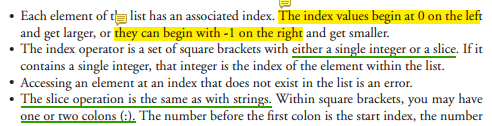 • Each element of t list has an associated index. The index values begin at 0 on the left
and get larger, or they can begin with -1 on the right and get smaller.
• The index operator is a set of square brackets with either a single integer or a slice. If it
contains a single integer, that integer is the index of the element within the list.
• Accessing an element at an index that does not exist in the list is an error.
• The slice operation is the same as with strings. Within square brackets, you may have
one or two colons (:). The number before the first colon is the start index, the number